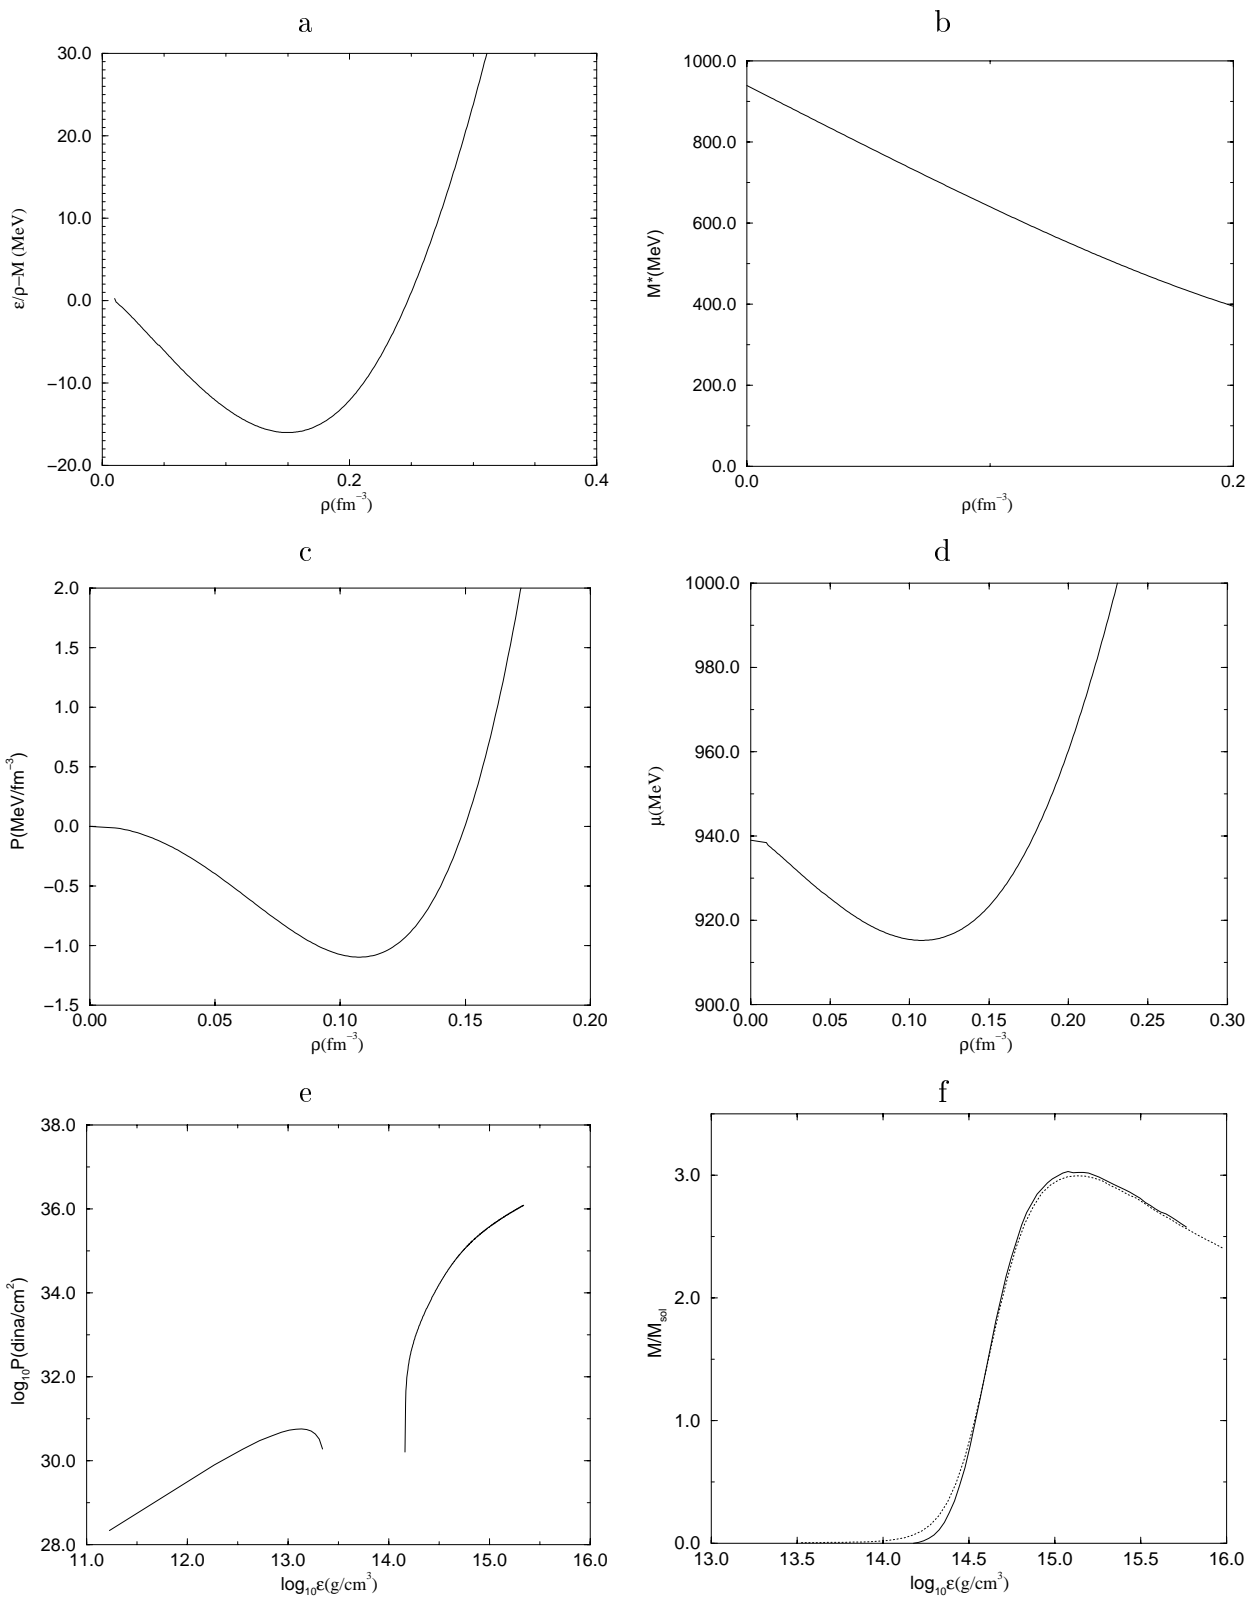 a
30.0
20.0
10.0
0.0
−10.0
−20.0
0.0 0.2 0.4
ε/ρ−M (MeV)
ρ(fm⁻³)
b
1000.0
800.0
600.0
400.0
200.0
0.0
0.0 0.2
M*(MeV)
ρ(fm⁻³)
c
2.0
1.5
1.0
0.5
0.0
−0.5
−1.0
−1.5
0.00 0.05 0.10 0.15 0.20
P(MeV/fm⁻³)
ρ(fm⁻³)
d
1000.0
980.0
960.0
940.0
920.0
900.0
0.00 0.05 0.10 0.15 0.20 0.25 0.30
μ(MeV)
ρ(fm⁻³)
e
38.0
36.0
34.0
32.0
30.0
28.0
11.0 12.0 13.0 14.0 15.0 16.0
log₁₀P(dina/cm²)
log₁₀ε(g/cm³)
f
3.0
2.0
1.0
0.0
13.0 13.5 14.0 14.5 15.0 15.5 16.0
M/Mₛₒₗ
log₁₀ε(g/cm³)